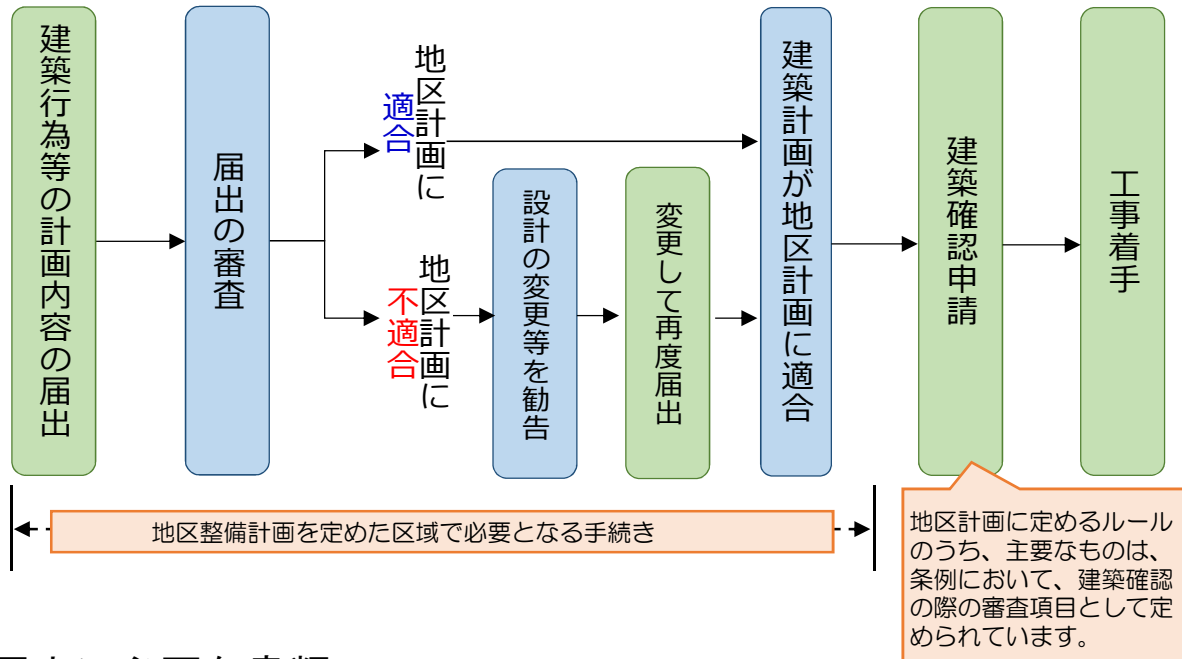 建築行為等の計画内容の届出
届出の審査
地区計画に
適合
地区計画に
不適合
設計の変更等を勧告
変更して再度届出
建築計画が地区計画に適合
建築確認申請
工事着手
地区整備計画を定めた区域で必要となる手続き
地区計画に定めるルール
のうち、主要なものは、
条例において、建築確認
の際の審査項目として定
められています。